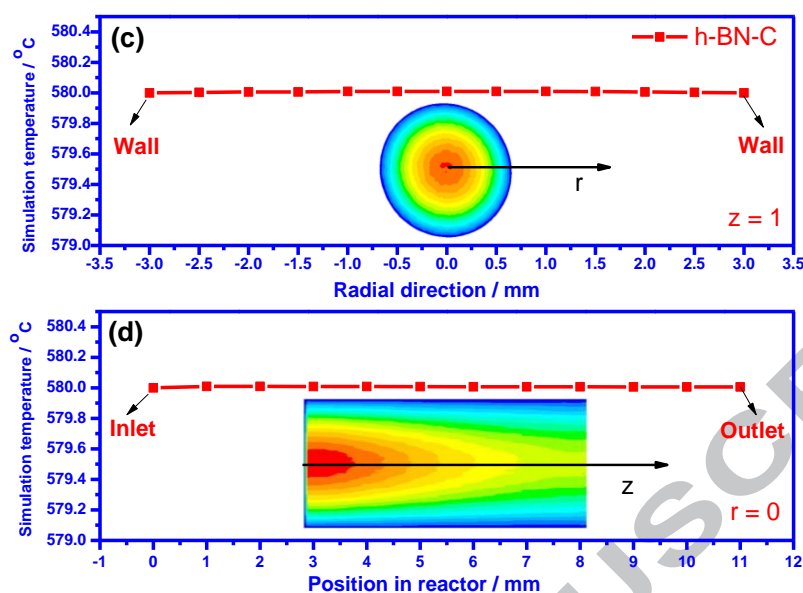 (c)
h-BN-C
Simulation temperature / °C
580.4
580.2
580.0
579.8
579.6
579.4
579.2
579.0
Wall
Wall
r
z = 1
-3.5 -3.0 -2.5 -2.0 -1.5 -1.0 -0.5 0.0 0.5 1.0 1.5 2.0 2.5 3.0 3.5
Radial direction / mm
(d)
Simulation temperature / °C
580.4
580.2
580.0
579.8
579.6
579.4
579.2
579.0
Inlet
Outlet
z
r = 0
-1 0 1 2 3 4 5 6 7 8 9 10 11 12
Position in reactor / mm